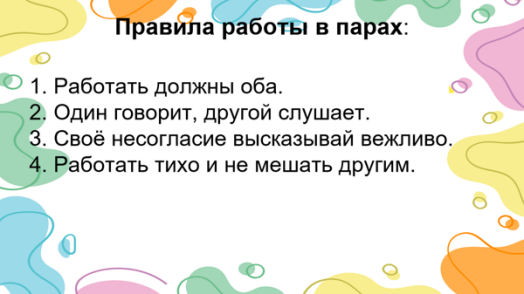 Правила работы в парах:
1. Работать должны оба.
2. Один говорит, другой слушает.
3. Своё несогласие высказывай вежливо.
4. Работать тихо и не мешать другим.